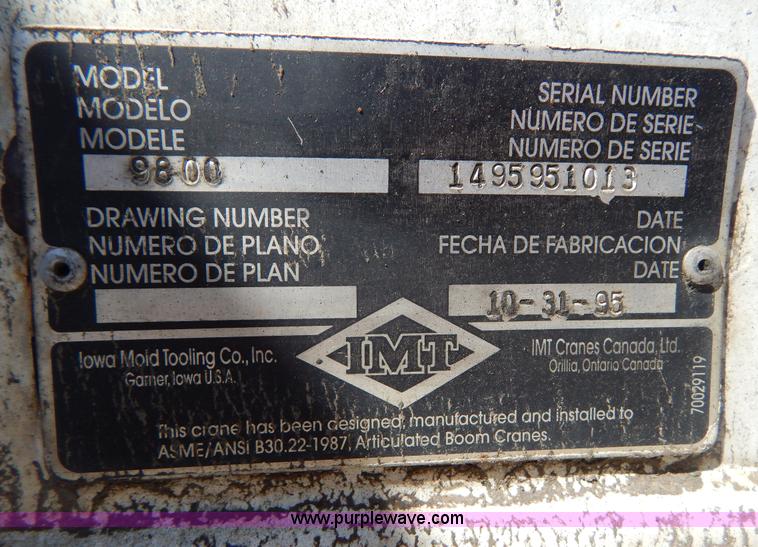 MODEL
MODELO
MODELE
9800
SERIAL NUMBER
NUMERO DE SERIE
NUMERO DE SERIE
1495951013
DRAWING NUMBER
NUMERO DE PLANO
NUMERO DE PLAN
DATE
FECHA DE FABRICACION
DATE
10-31-95
Iowa Mold Tooling Co., Inc.
Garner, Iowa U.S.A.
IMT
IMT Cranes Canada, Ltd.
Orillia, Ontario Canada
70029119
This crane has been designed, manufactured and installed to
ASME/ANSI B30.22-1987, Articulated Boom Cranes.
www.purplewave.com